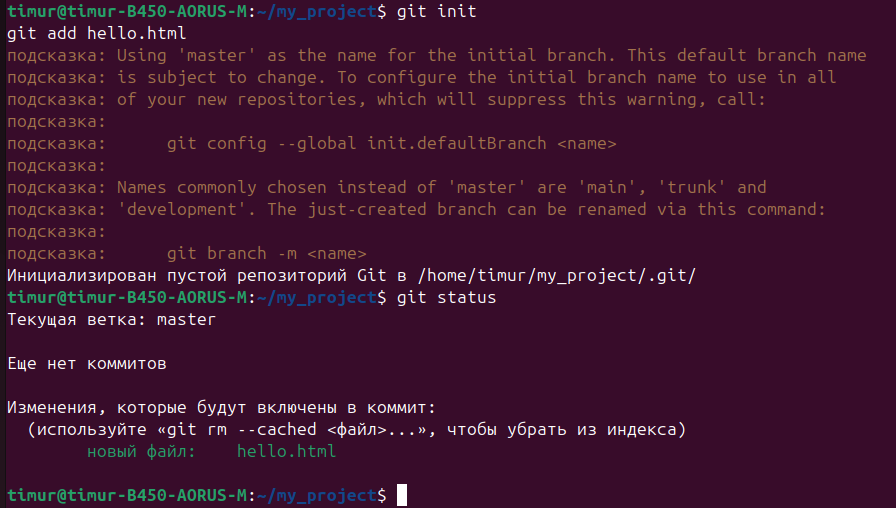 timur@timur-B450-AORUS-M:~/my_project$ git init
git add hello.html
подсказка: Using 'master' as the name for the initial branch. This default branch name
подсказка: is subject to change. To configure the initial branch name to use in all
подсказка: of your new repositories, which will suppress this warning, call:
подсказка:
подсказка:      git config --global init.defaultBranch <name>
подсказка:
подсказка: Names commonly chosen instead of 'master' are 'main', 'trunk' and
подсказка: 'development'. The just-created branch can be renamed via this command:
подсказка:
подсказка:      git branch -m <name>
Инициализирован пустой репозиторий Git в /home/timur/my_project/.git/
timur@timur-B450-AORUS-M:~/my_project$ git status
Текущая ветка: master

Еще нет коммитов

Изменения, которые будут включены в коммит:
  (используйте «git rm --cached <файл>...», чтобы убрать из индекса)
        новый файл:    hello.html

timur@timur-B450-AORUS-M:~/my_project$